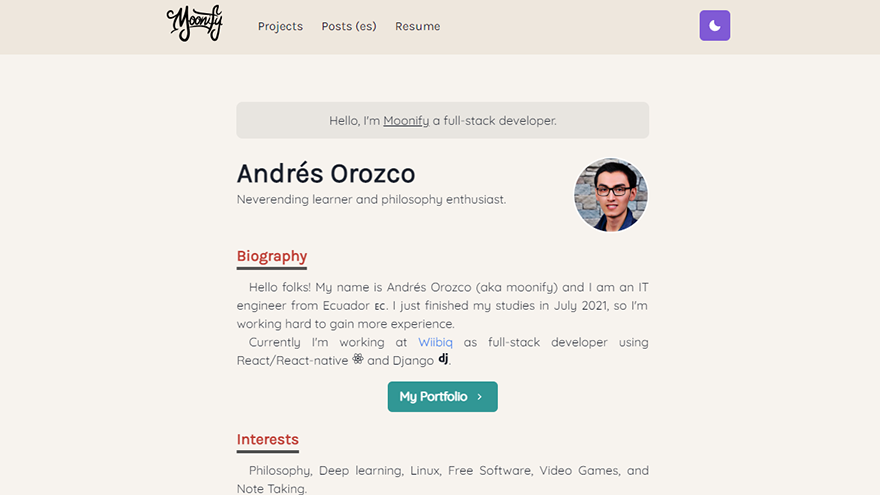 Moonify
Projects Posts (es) Resume
Hello, I'm Moonify a full-stack developer.
Andrés Orozco
Neverending learner and philosophy enthusiast.
Biography
Hello folks! My name is Andrés Orozco (aka moonify) and I am an IT
engineer from Ecuador EC. I just finished my studies in July 2021, so I'm
working hard to gain more experience.
Currently I'm working at Wiibiq as full-stack developer using
React/React-native and Django dj.
My Portfolio
Interests
Philosophy, Deep learning, Linux, Free Software, Video Games, and
Note Taking.